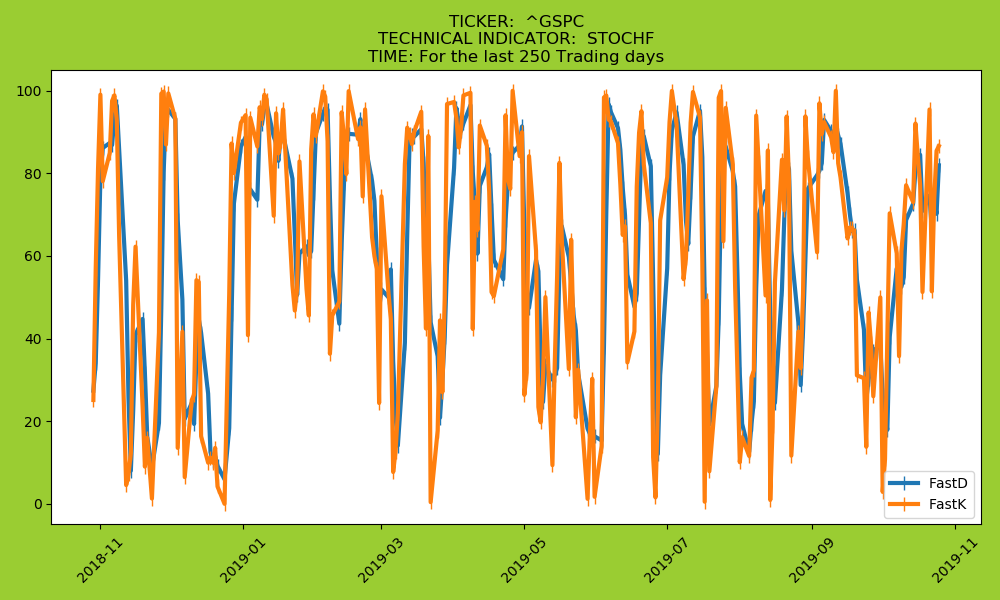 TICKER:  ^GSPC
TECHNICAL INDICATOR:  STOCHF
TIME: For the last 250 Trading days
100
80
60
40
20
0
FastD
FastK
2018-11
2019-01
2019-03
2019-05
2019-07
2019-09
2019-11